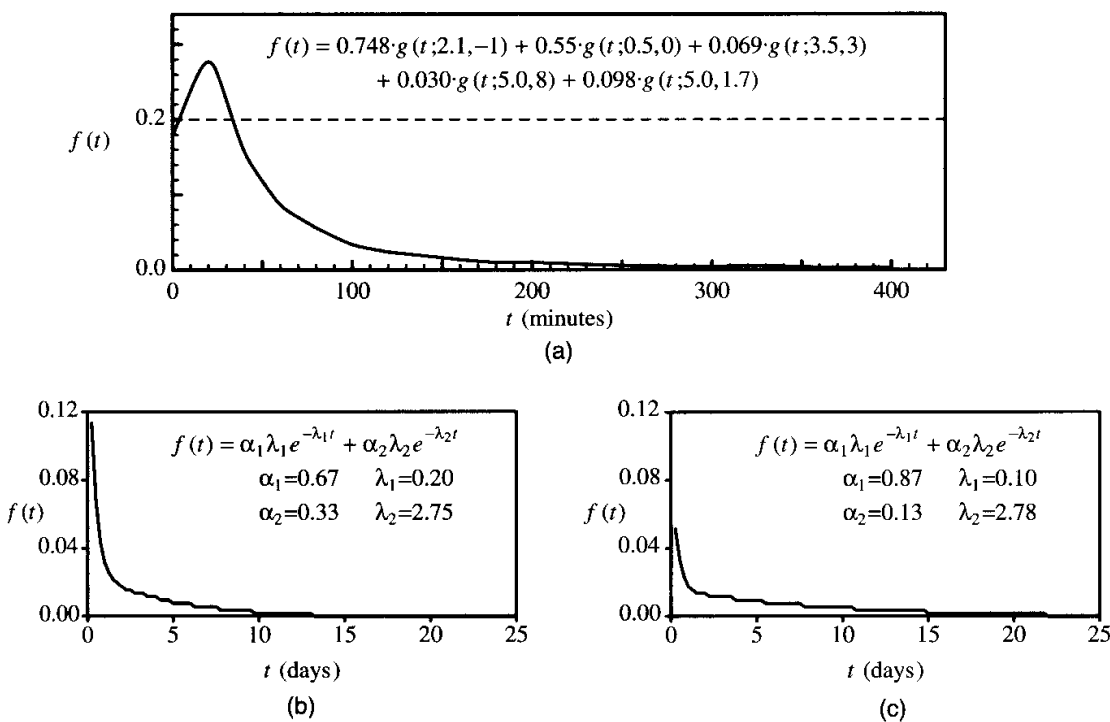 f(t) = 0.748·g(t;2.1,−1) + 0.55·g(t;0.5,0) + 0.069·g(t;3.5,3)
+ 0.030·g(t;5.0,8) + 0.098·g(t;5.0,1.7)
0.2
f(t)
0.0
0 100 200 300 400
t (minutes)
(a)
0.12
f(t) = α₁λ₁e^{−λ₁t} + α₂λ₂e^{−λ₂t}
α₁=0.67 λ₁=0.20
0.08
α₂=0.33 λ₂=2.75
f(t)
0.04
0.00
0 5 10 15 20 25
t (days)
(b)
0.12
f(t) = α₁λ₁e^{−λ₁t} + α₂λ₂e^{−λ₂t}
α₁=0.87 λ₁=0.10
0.08
α₂=0.13 λ₂=2.78
f(t)
0.04
0.00
0 5 10 15 20 25
t (days)
(c)